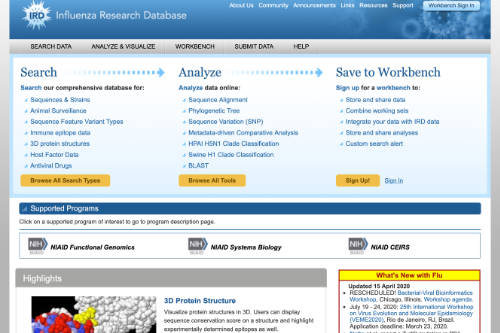 IRD Influenza Research Database
About Us Community Announcements Links Resources Support Workbench Sign In
SEARCH DATA ANALYZE & VISUALIZE WORKBENCH SUBMIT DATA HELP
Search
Search our comprehensive database for:
Sequences & Strains
Animal Surveillance
Sequence Feature Variant Types
Immune epitope data
3D protein structures
Host Factor Data
Antiviral Drugs
Browse All Search Types
Analyze
Analyze data online:
Sequence Alignment
Phylogenetic Tree
Sequence Variation (SNP)
Metadata-driven Comparative Analysis
HPAI H5N1 Clade Classification
Swine H1 Clade Classification
BLAST
Browse All Tools
Save to Workbench
Sign up for a workbench to:
Store and share data
Combine working sets
Integrate your data with IRD data
Store and share analyses
Custom search alert
Sign Up! Sign In
Supported Programs
Click on a supported program of interest to go to program description page.
NIH NIAID Functional Genomics
NIH NIAID Systems Biology
NIH NIAID CEIRS
Highlights
3D Protein Structure
Visualize protein structures in 3D. Users can display
sequence conservation score on a structure and highlight
experimentally determined epitopes as well.
What's New with Flu
Updated 15 April 2020
RESCHEDULED! Bacterial-Viral Bioinformatics
Workshop, Chicago, Illinois. Workshop agenda.
July 19 - 24, 2020: 25th International Workshop
on Virus Evolution and Molecular Epidemiology
(VEME2020), Rio de Janeiro, RJ, Brazil.
Application deadline: March 23, 2020.